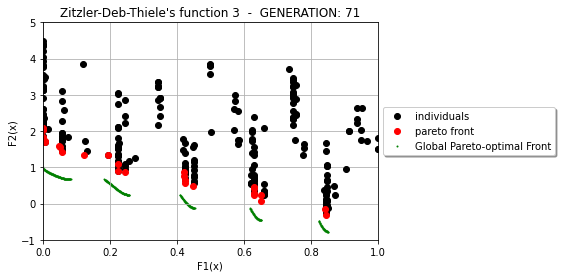 Zitzler-Deb-Thiele's function 3 - GENERATION: 71
5
4
3
2
1
0
−1
F2(x)
0.0 0.2 0.4 0.6 0.8 1.0
F1(x)
individuals
pareto front
Global Pareto-optimal Front